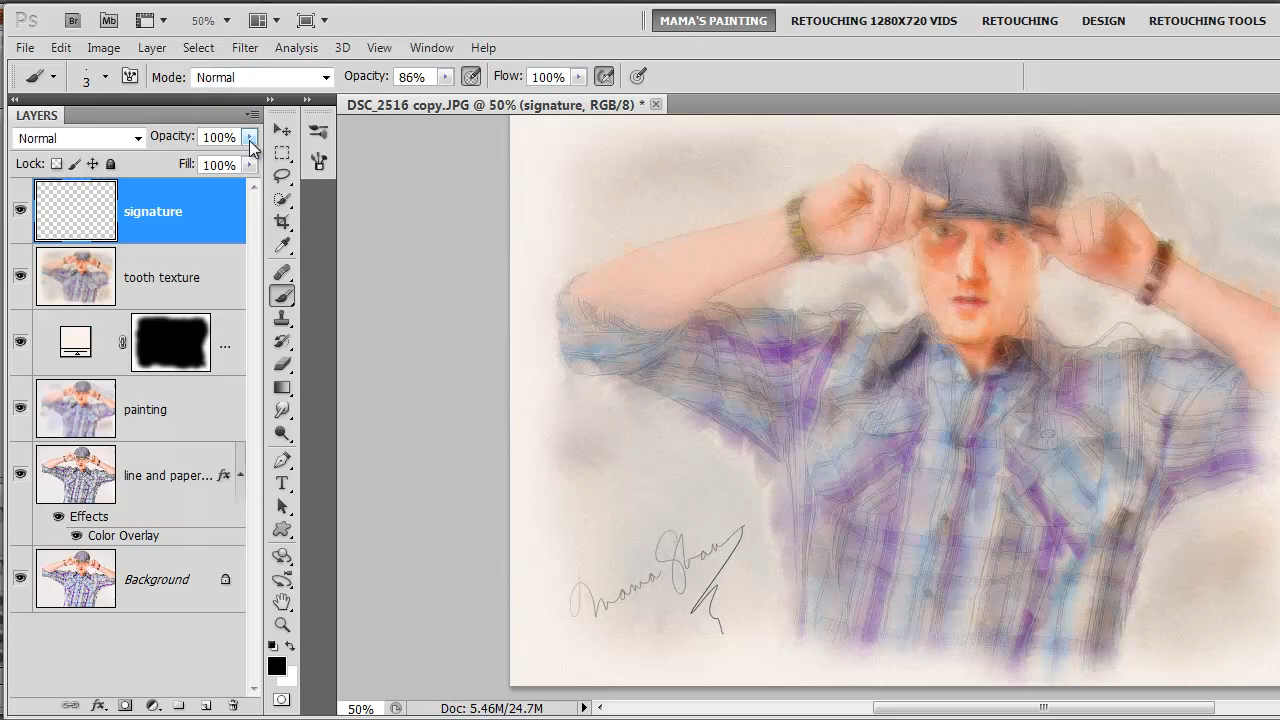 Ps Br Mb 50% MAMA'S PAINTING RETOUCHING 1280X720 VIDS RETOUCHING DESIGN RETOUCHING TOOLS
File Edit Image Layer Select Filter Analysis 3D View Window Help
3 Mode: Normal Opacity: 86% Flow: 100%
LAYERS
DSC_2516 copy.JPG @ 50% (signature, RGB/8) *
Normal Opacity: 100%
Lock: Fill: 100%
signature
tooth texture
...
painting
line and paper... fx
Effects
Color Overlay
Background
Mama Shan
50% Doc: 5.46M/24.7M